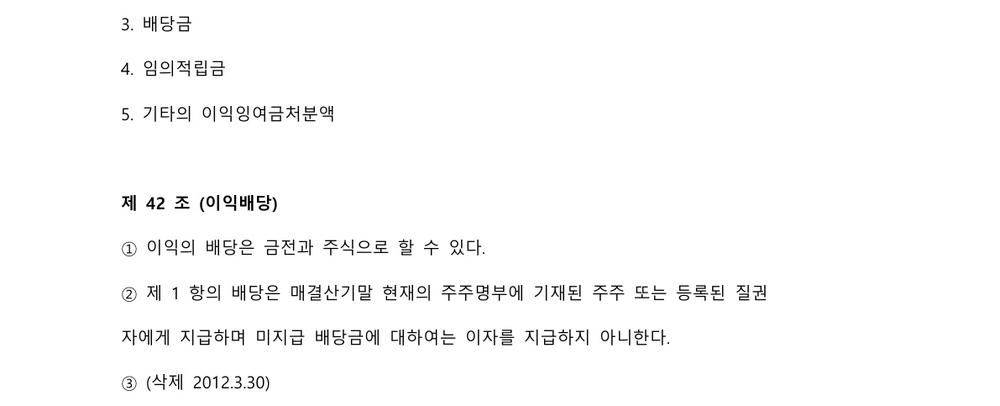 3. 배당금
4. 임의적립금
5. 기타의 이익잉여금처분액
제 42 조 (이익배당)
① 이익의 배당은 금전과 주식으로 할 수 있다.
② 제 1 항의 배당은 매결산기말 현재의 주주명부에 기재된 주주 또는 등록된 질권
자에게 지급하며 미지급 배당금에 대하여는 이자를 지급하지 아니한다.
③ (삭제 2012.3.30)